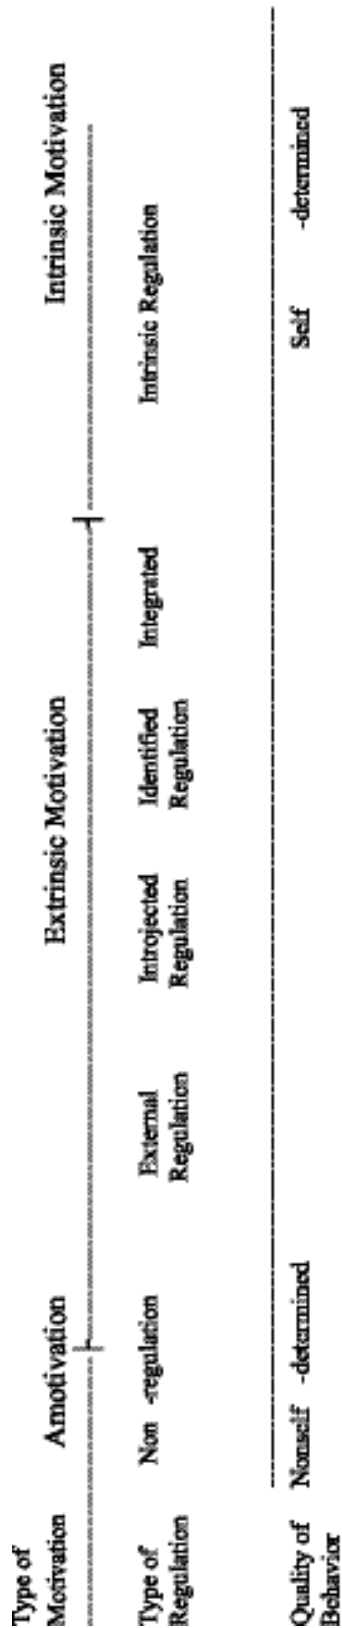 Type of
Motivation
Amotivation
Extrinsic Motivation
Intrinsic Motivation
Type of
Regulation
Non -regulation
External
Regulation
Introjected
Regulation
Identified
Regulation
Integrated
Intrinsic Regulation
Quality of
Behavior
Nonself -determined
Self -determined